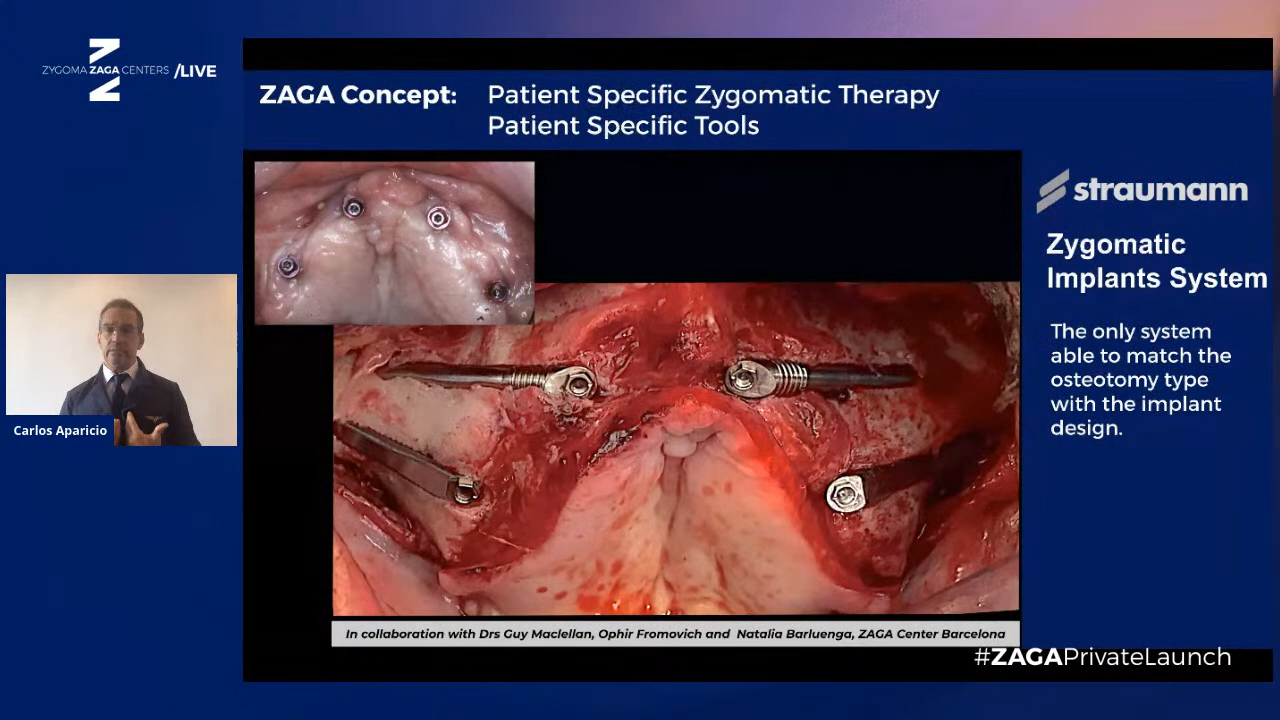 ZYGOMA ZAGA CENTERS /LIVE
ZAGA Concept: Patient Specific Zygomatic Therapy
Patient Specific Tools
straumann
Zygomatic
Implants System
The only system
able to match the
osteotomy type
with the implant
design.
Carlos Aparicio
In collaboration with Drs Guy Maclellan, Ophir Fromovich and Natalia Barluenga, ZAGA Center Barcelona
#ZAGAPrivateLaunch